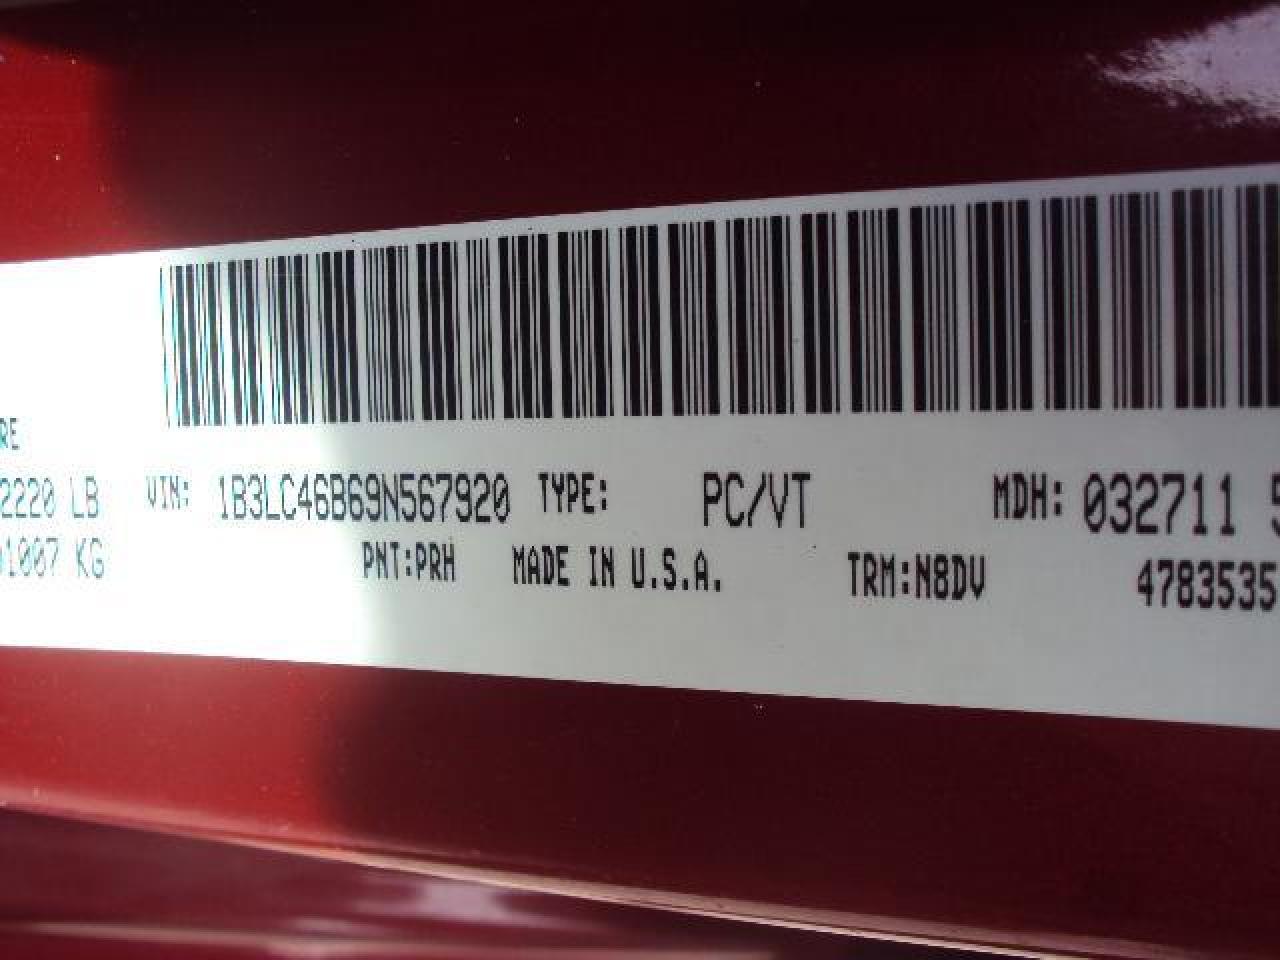 RE
2220 LB VIN: 1B3LC46B69N567920 TYPE: PC/VT MDH: 032711 5
1007 KG PNT:PRH MADE IN U.S.A. TRM:N8DV 4783535